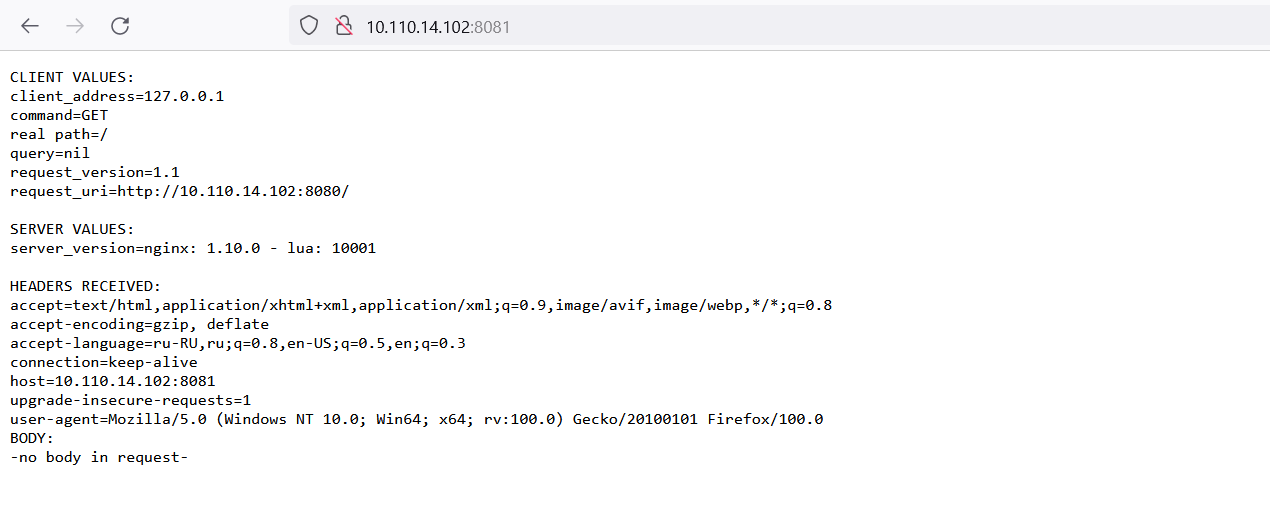 10.110.14.102:8081
CLIENT VALUES:
client_address=127.0.0.1
command=GET
real path=/
query=nil
request_version=1.1
request_uri=http://10.110.14.102:8080/
SERVER VALUES:
server_version=nginx: 1.10.0 - lua: 10001
HEADERS RECEIVED:
accept=text/html,application/xhtml+xml,application/xml;q=0.9,image/avif,image/webp,*/*;q=0.8
accept-encoding=gzip, deflate
accept-language=ru-RU,ru;q=0.8,en-US;q=0.5,en;q=0.3
connection=keep-alive
host=10.110.14.102:8081
upgrade-insecure-requests=1
user-agent=Mozilla/5.0 (Windows NT 10.0; Win64; x64; rv:100.0) Gecko/20100101 Firefox/100.0
BODY:
-no body in request-